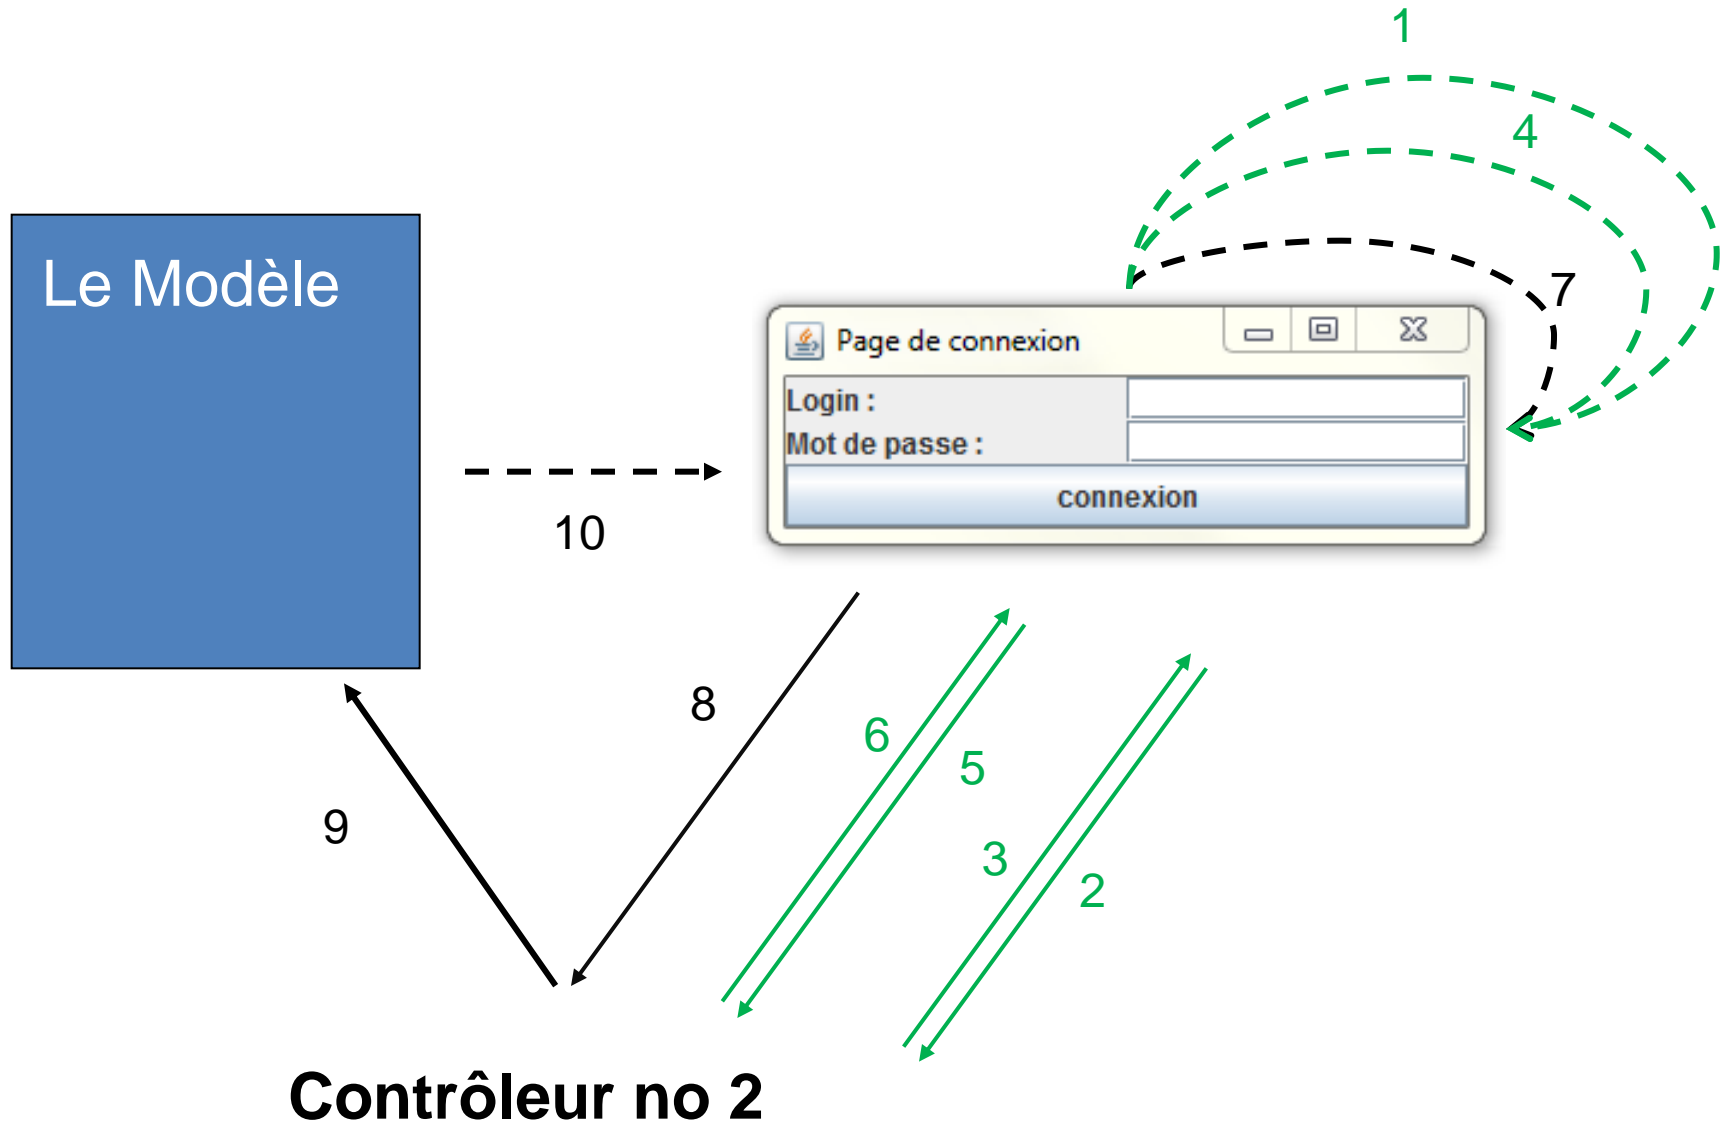 1
4
Le Modèle
7
Page de connexion
Login :
Mot de passe :
connexion
10
8
6
5
9
3
2
Contrôleur no 2